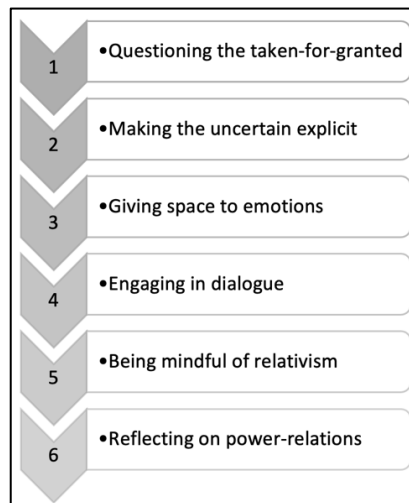 1 •Questioning the taken-for-granted
2 •Making the uncertain explicit
3 •Giving space to emotions
4 •Engaging in dialogue
5 •Being mindful of relativism
6 •Reflecting on power-relations